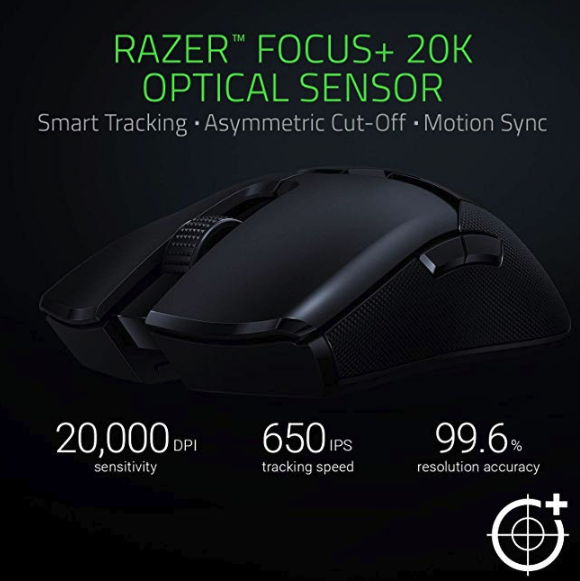 RAZER™ FOCUS+ 20K
OPTICAL SENSOR
Smart Tracking · Asymmetric Cut-Off · Motion Sync
20,000 DPI
sensitivity
650 IPS
tracking speed
99.6 %
resolution accuracy